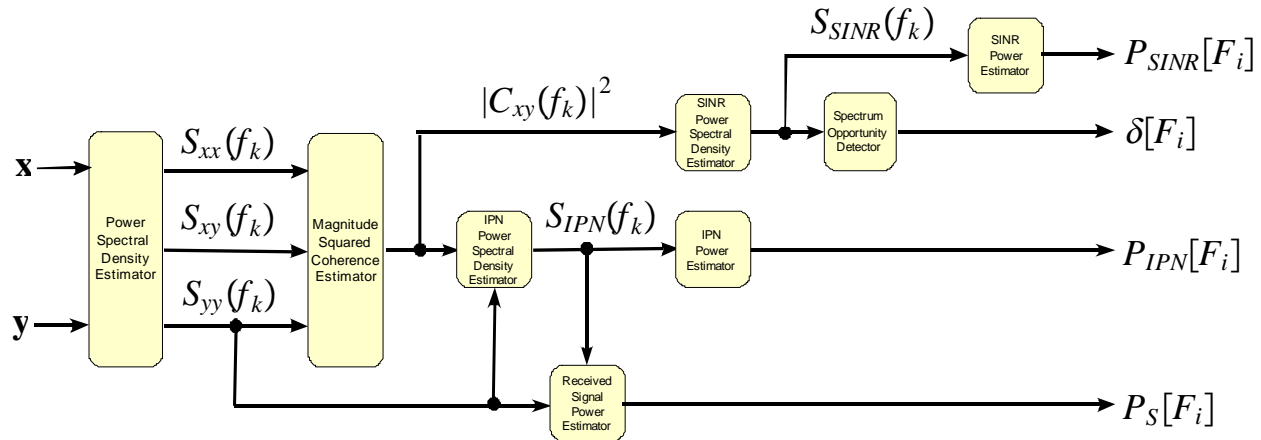 S_{SINR}(f_k)
SINR
Power
Estimator
P_{SINR}[F_i]
|C_{xy}(f_k)|^2
SINR
Power
Spectral
Density
Estimator
Spectrum
Opportunity
Detector
δ[F_i]
x
S_{xx}(f_k)
Power
Spectral
Density
Estimator
S_{xy}(f_k)
Magnitude
Squared
Coherence
Estimator
IPN
Power
Spectral
Density
Estimator
S_{IPN}(f_k)
IPN
Power
Estimator
P_{IPN}[F_i]
y
S_{yy}(f_k)
Received
Signal
Power
Estimator
P_S[F_i]